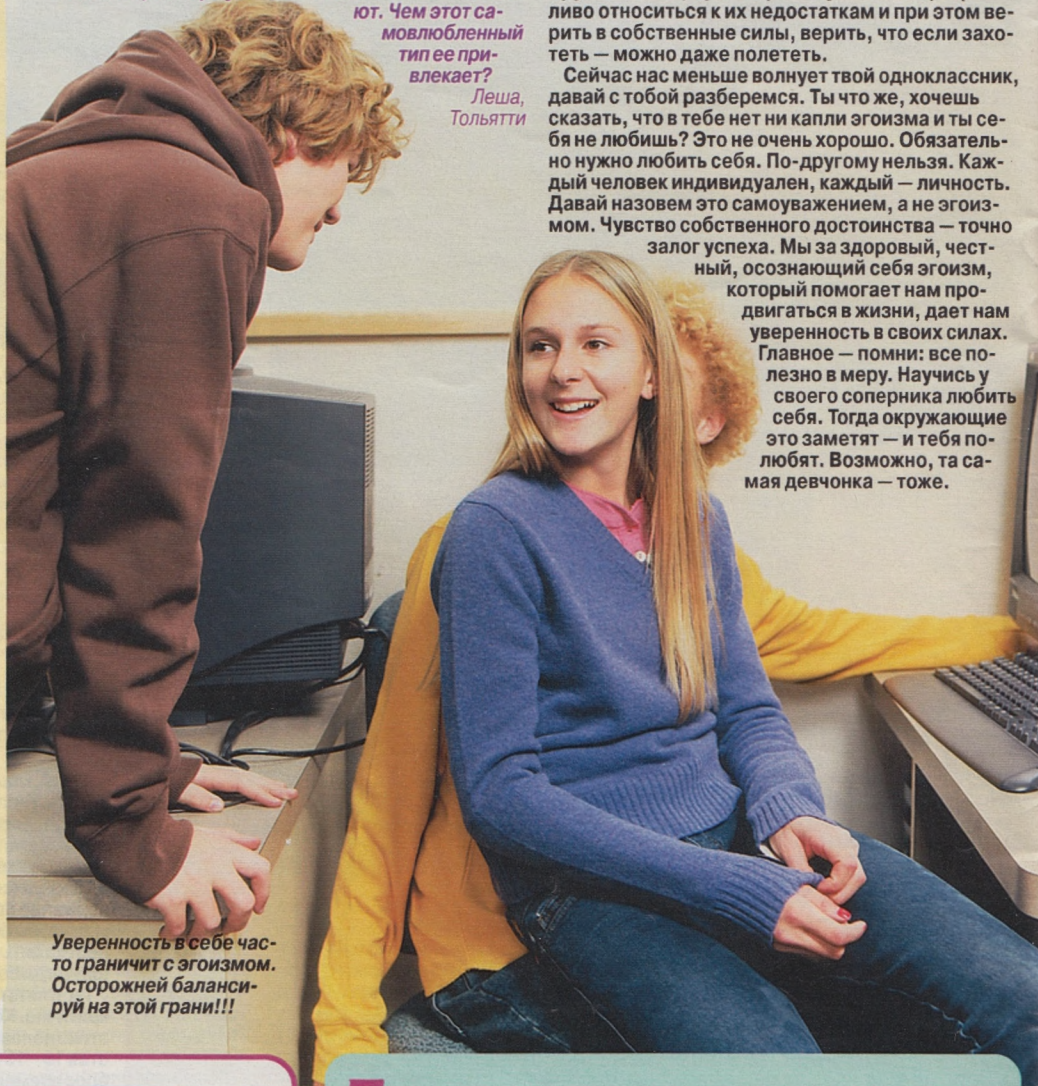 ют. Чем этот са-
мовлюбленный
тип ее при-
влекает?
Леша,
Тольятти
ливо относиться к их недостаткам и при этом ве-
рить в собственные силы, верить, что если захо-
теть — можно даже полететь.
Сейчас нас меньше волнует твой одноклассник,
давай с тобой разберемся. Ты что же, хочешь
сказать, что в тебе нет ни капли эгоизма и ты се-
бя не любишь? Это не очень хорошо. Обязатель-
но нужно любить себя. По-другому нельзя. Каж-
дый человек индивидуален, каждый — личность.
Давай назовем это самоуважением, а не эгоиз-
мом. Чувство собственного достоинства — точно
залог успеха. Мы за здоровый, чест-
ный, осознающий себя эгоизм,
который помогает нам про-
двигаться в жизни, дает нам
уверенность в своих силах.
Главное — помни: все по-
лезно в меру. Научись у
своего соперника любить
себя. Тогда окружающие
это заметят — и тебя по-
любят. Возможно, та са-
мая девчонка — тоже.
Уверенность в себе час-
то граничит с эгоизмом.
Осторожней баланси-
руй на этой грани!!!